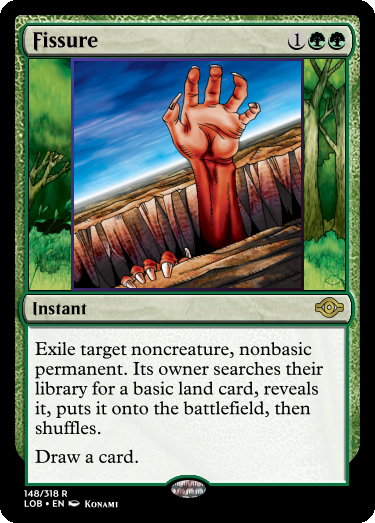 Fissure 1
Instant
Exile target noncreature, nonbasic
permanent. Its owner searches their
library for a basic land card, reveals
it, puts it onto the battlefield, then
shuffles.
Draw a card.
148/318 R
LOB • EN Konami